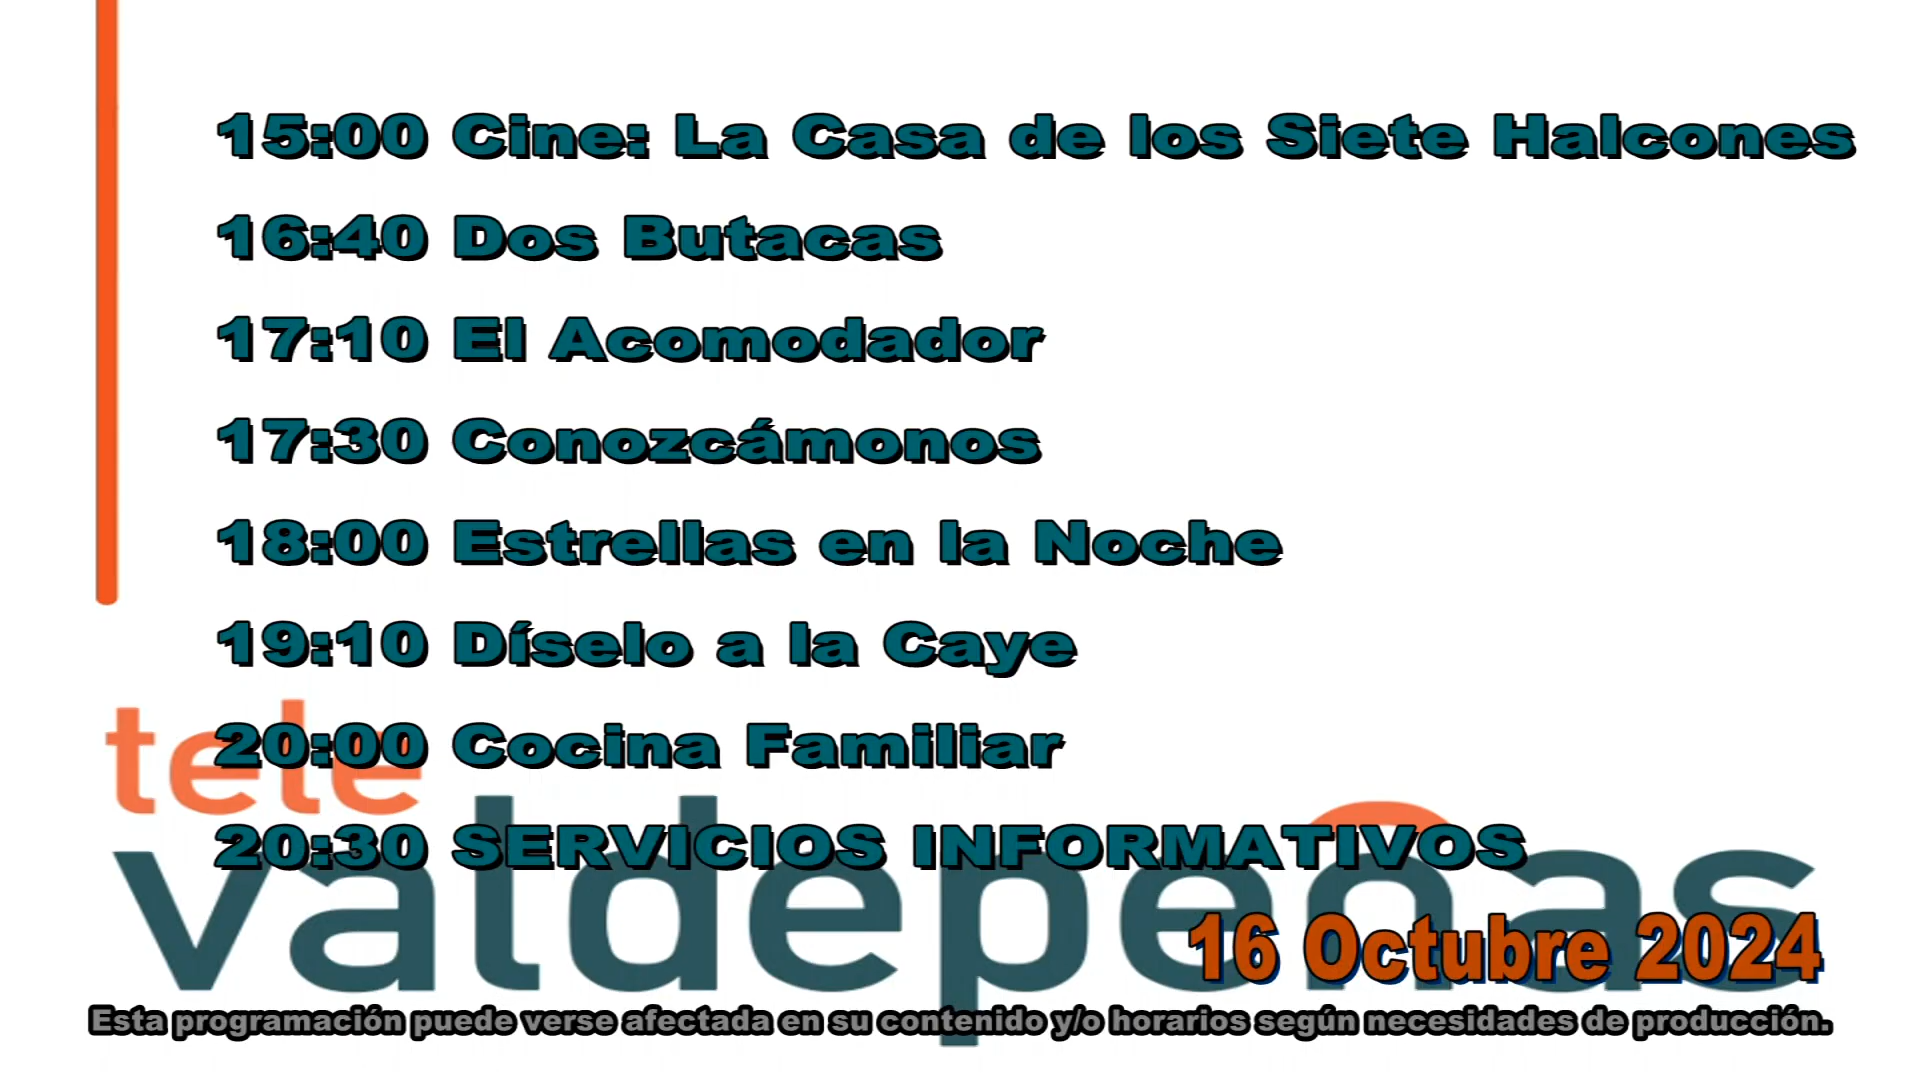 15:00 Cine: La Casa de los Siete Halcones
16:40 Dos Butacas
17:10 El Acomodador
17:30 Conozcámonos
18:00 Estrellas en la Noche
19:10 Díselo a la Caye
tele
20:00 Cocina Familiar
20:30 SERVICIOS INFORMATIVOS
valdepeñas
16 Octubre 2024
Esta programación puede verse afectada en su contenido y/o horarios según necesidades de producción.